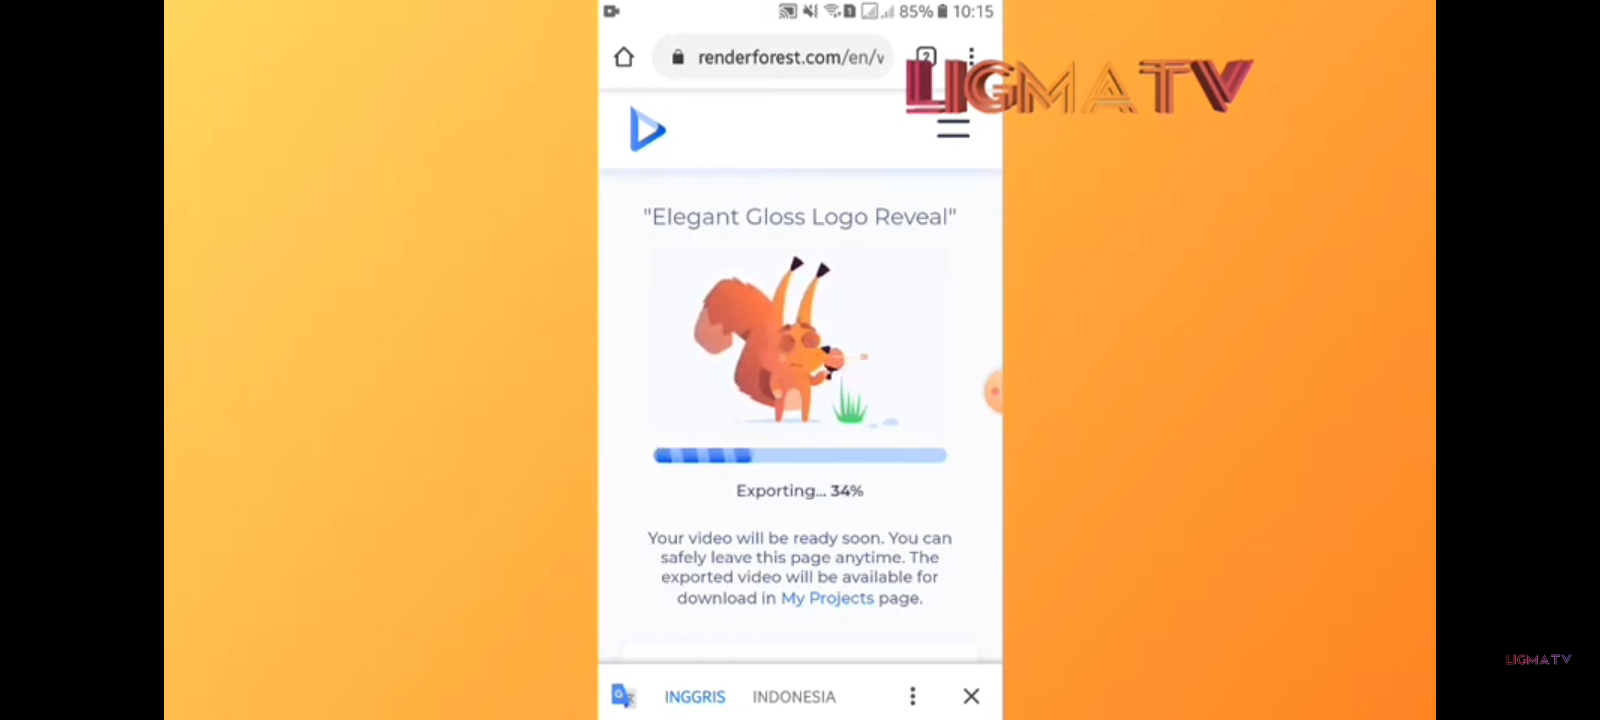 85% 10:15
renderforest.com/en/v
2
LIGMATV
"Elegant Gloss Logo Reveal"
Exporting... 34%
Your video will be ready soon. You can
safely leave this page anytime. The
exported video will be available for
download in My Projects page.
INGGRIS INDONESIA
LIGMATV